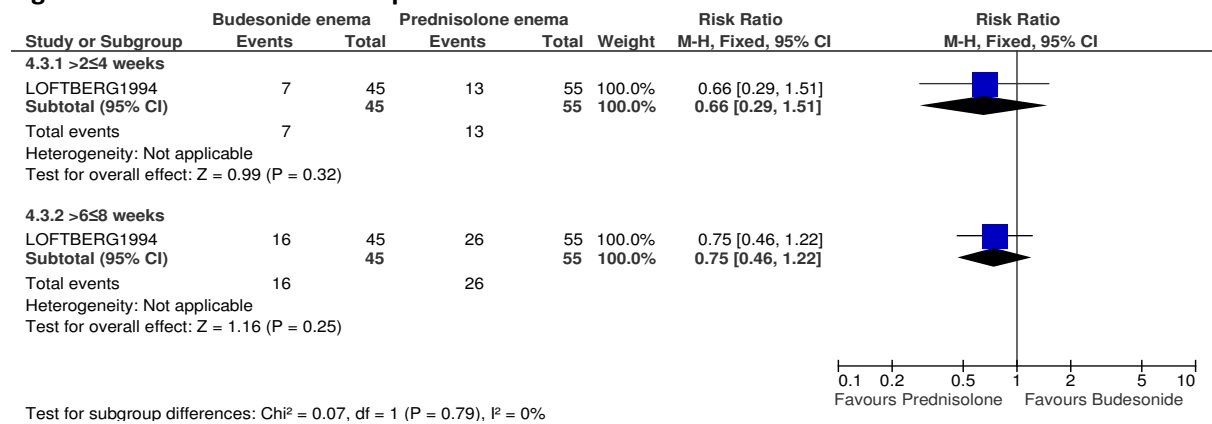 Budesonide enema Prednisolone enema Risk Ratio Risk Ratio
Study or Subgroup Events Total Events Total Weight M-H, Fixed, 95% CI M-H, Fixed, 95% CI
4.3.1 >2≤4 weeks
LOFTBERG1994 7 45 13 55 100.0% 0.66 [0.29, 1.51]
Subtotal (95% CI) 45 55 100.0% 0.66 [0.29, 1.51]
Total events 7 13
Heterogeneity: Not applicable
Test for overall effect: Z = 0.99 (P = 0.32)
4.3.2 >6≤8 weeks
LOFTBERG1994 16 45 26 55 100.0% 0.75 [0.46, 1.22]
Subtotal (95% CI) 45 55 100.0% 0.75 [0.46, 1.22]
Total events 16 26
Heterogeneity: Not applicable
Test for overall effect: Z = 1.16 (P = 0.25)
0.1 0.2 0.5 1 2 5 10
Favours Prednisolone Favours Budesonide
Test for subgroup differences: Chi² = 0.07, df = 1 (P = 0.79), I² = 0%